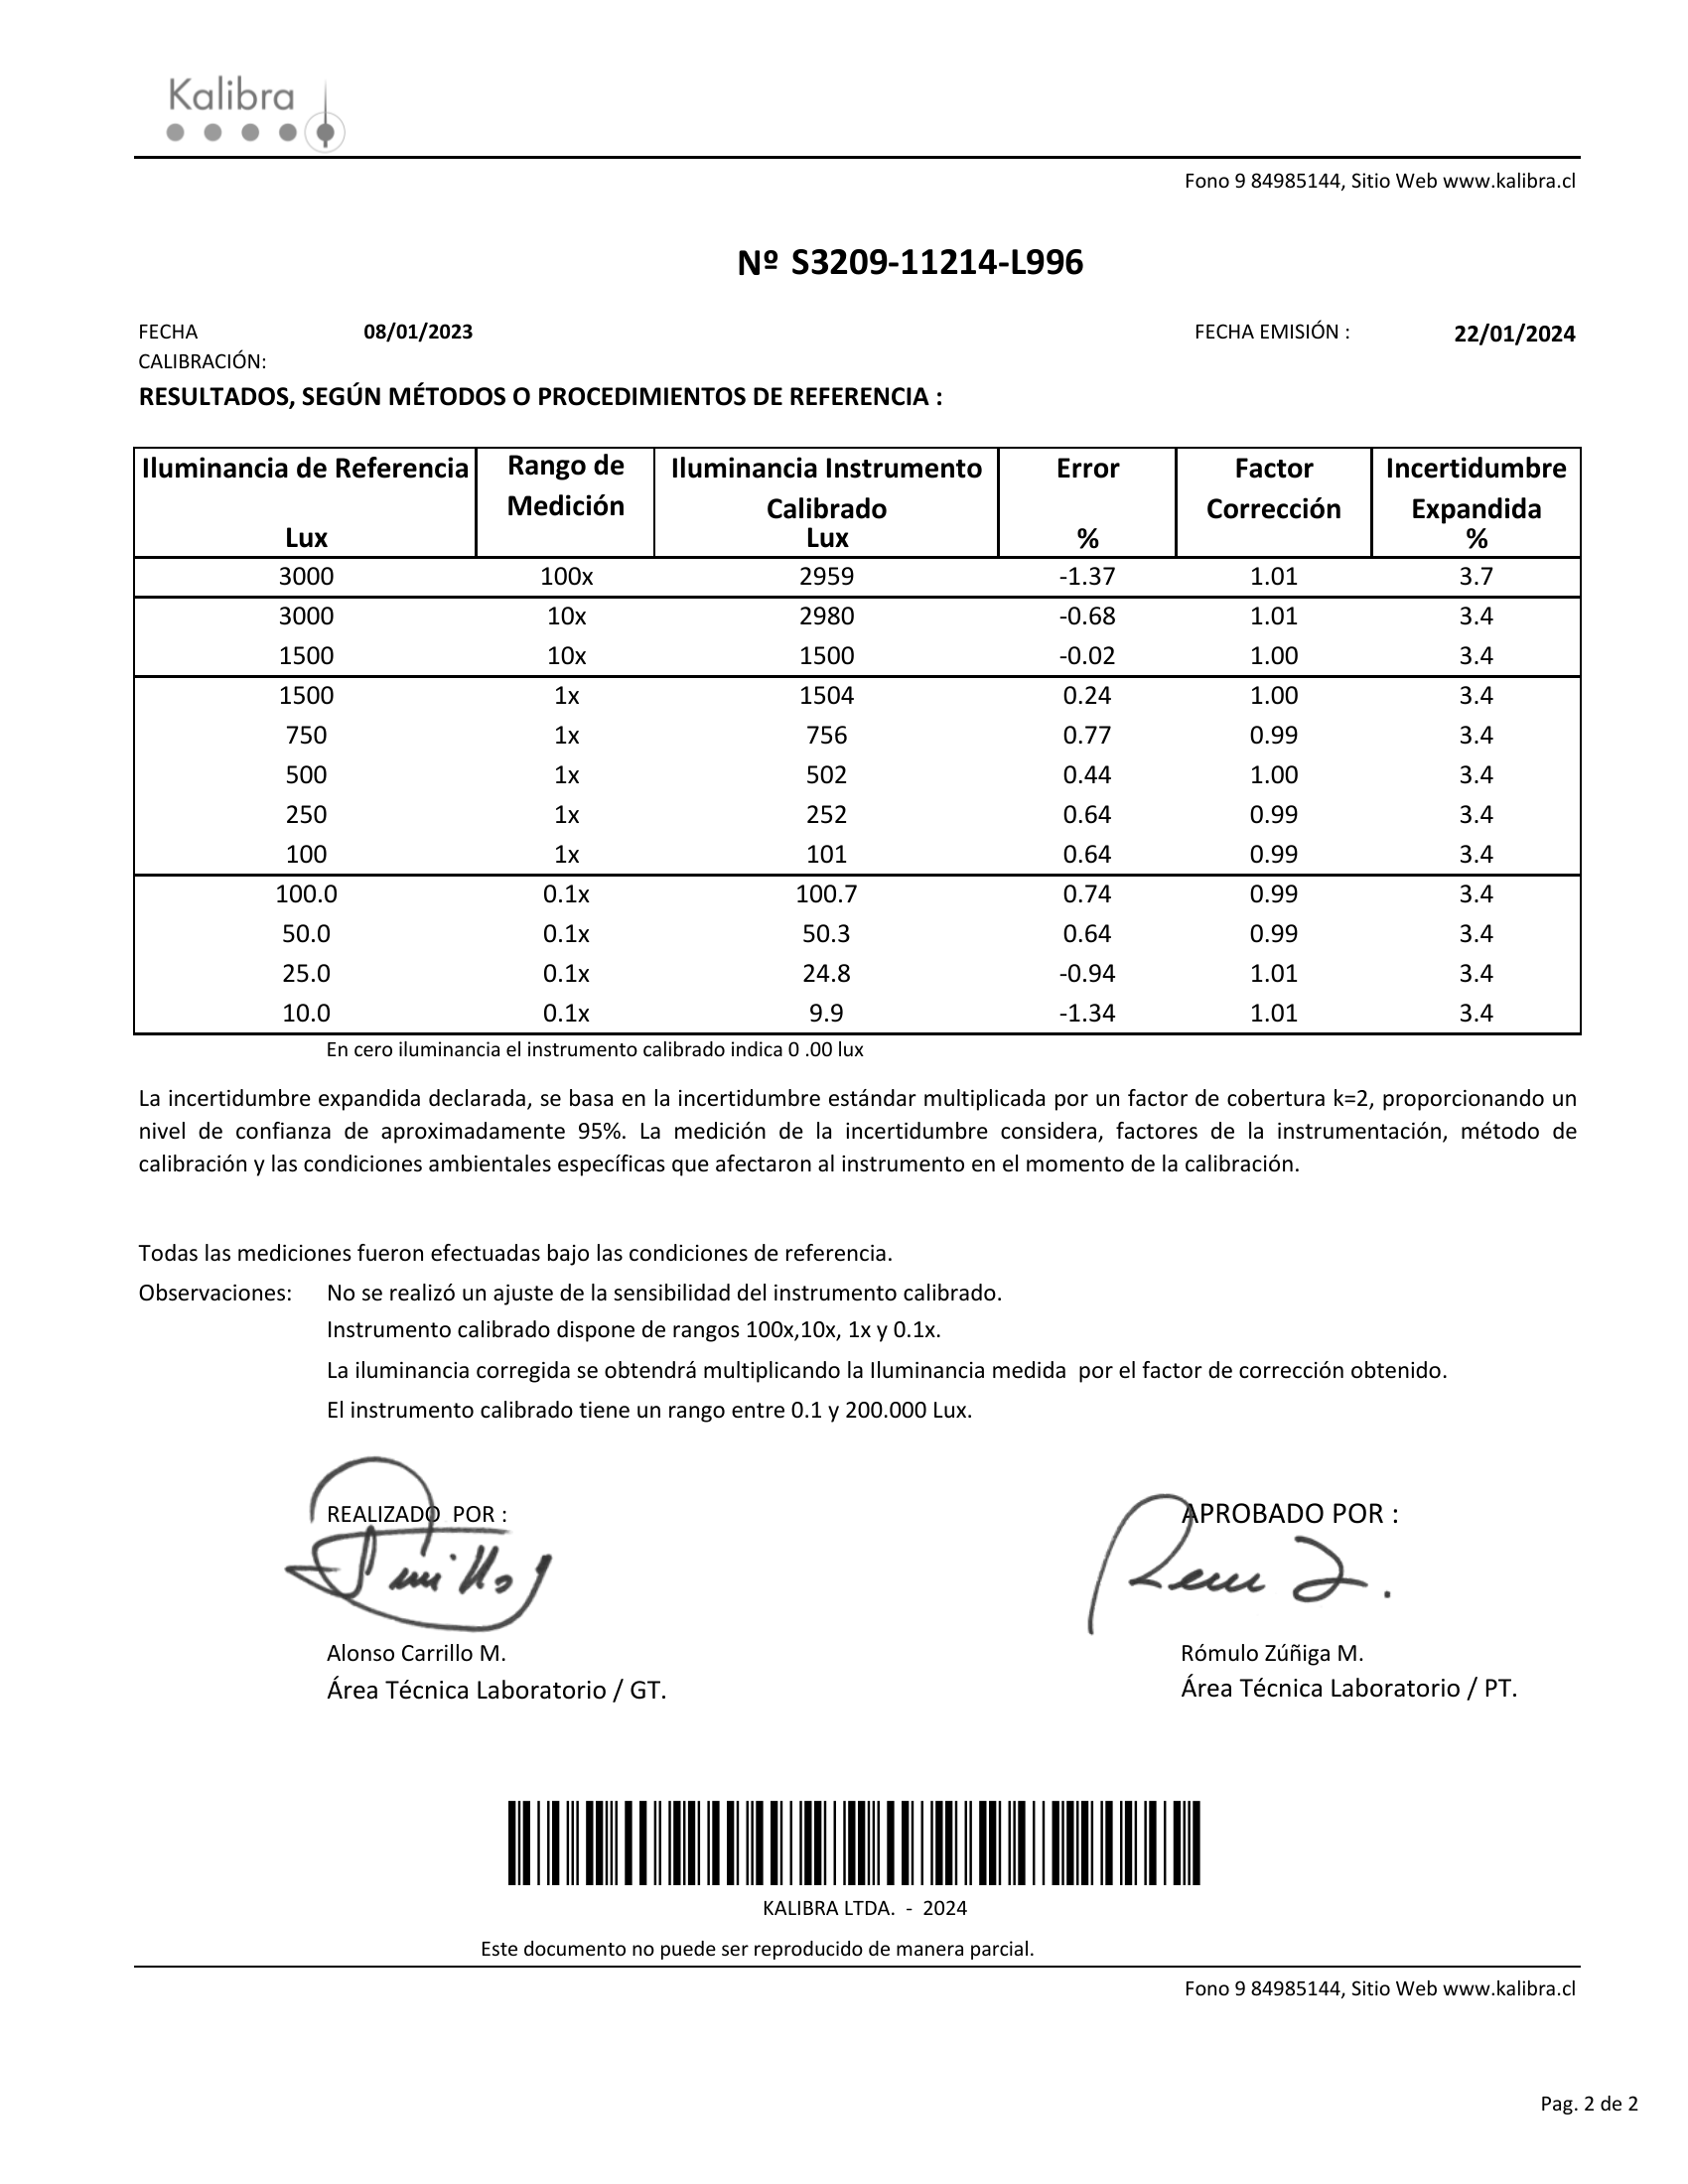 Kalibra
Fono 9 84985144, Sitio Web www.kalibra.cl
Nº S3209-11214-L996
FECHA CALIBRACIÓN: 08/01/2023 FECHA EMISIÓN : 22/01/2024
RESULTADOS, SEGÚN MÉTODOS O PROCEDIMIENTOS DE REFERENCIA :
Iluminancia de Referencia Lux | Rango de Medición | Iluminancia Instrumento Calibrado Lux | Error % | Factor Corrección | Incertidumbre Expandida %
3000 100x 2959 -1.37 1.01 3.7
3000 10x 2980 -0.68 1.01 3.4
1500 10x 1500 -0.02 1.00 3.4
1500 1x 1504 0.24 1.00 3.4
750 1x 756 0.77 0.99 3.4
500 1x 502 0.44 1.00 3.4
250 1x 252 0.64 0.99 3.4
100 1x 101 0.64 0.99 3.4
100.0 0.1x 100.7 0.74 0.99 3.4
50.0 0.1x 50.3 0.64 0.99 3.4
25.0 0.1x 24.8 -0.94 1.01 3.4
10.0 0.1x 9.9 -1.34 1.01 3.4
En cero iluminancia el instrumento calibrado indica 0 .00 lux
La incertidumbre expandida declarada, se basa en la incertidumbre estándar multiplicada por un factor de cobertura k=2, proporcionando un
nivel de confianza de aproximadamente 95%. La medición de la incertidumbre considera, factores de la instrumentación, método de
calibración y las condiciones ambientales específicas que afectaron al instrumento en el momento de la calibración.
Todas las mediciones fueron efectuadas bajo las condiciones de referencia.
Observaciones: No se realizó un ajuste de la sensibilidad del instrumento calibrado.
Instrumento calibrado dispone de rangos 100x,10x, 1x y 0.1x.
La iluminancia corregida se obtendrá multiplicando la Iluminancia medida por el factor de corrección obtenido.
El instrumento calibrado tiene un rango entre 0.1 y 200.000 Lux.
REALIZADO POR : APROBADO POR :
Alonso Carrillo M. Rómulo Zúñiga M.
Área Técnica Laboratorio / GT. Área Técnica Laboratorio / PT.
KALIBRA LTDA. - 2024
Este documento no puede ser reproducido de manera parcial.
Fono 9 84985144, Sitio Web www.kalibra.cl
Pag. 2 de 2